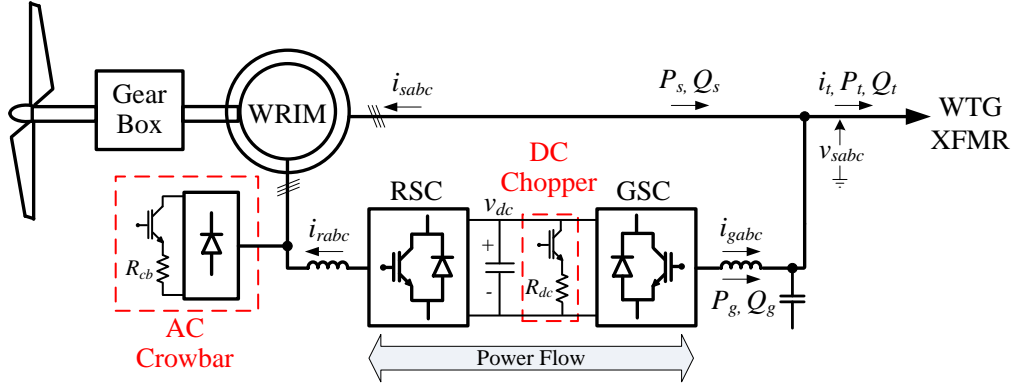 Gear
Box
WRIM
i_sabc
P_s, Q_s
i_t, P_t, Q_t
WTG
XFMR
v_sabc
DC
Chopper
RSC
GSC
v_dc
+
-
R_dc
R_cb
i_rabc
i_gabc
P_g, Q_g
AC
Crowbar
Power Flow